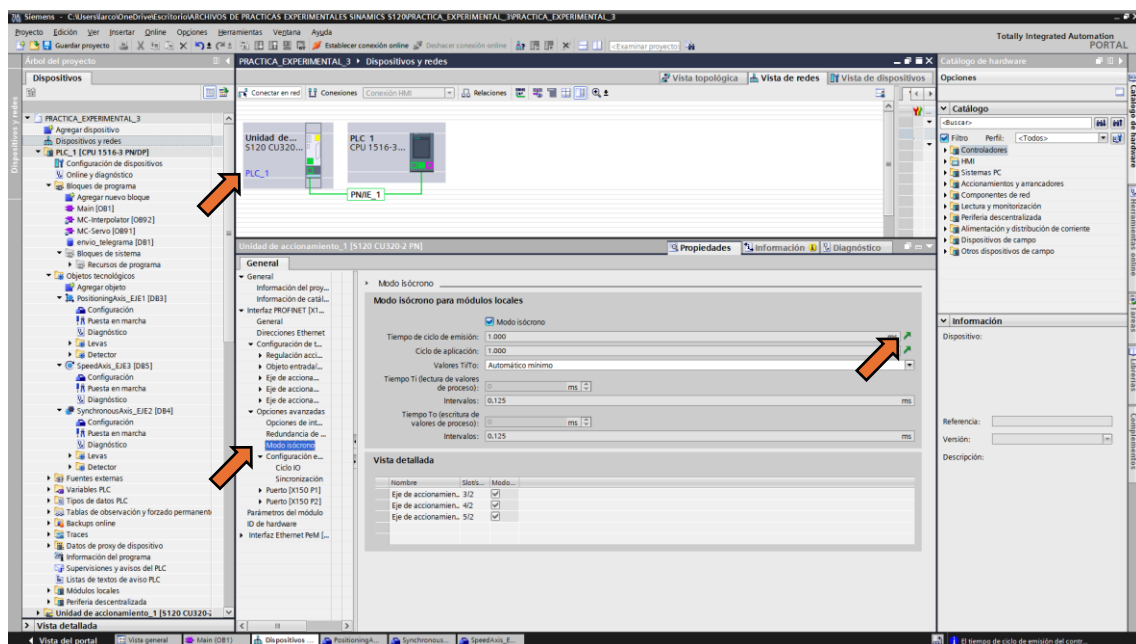 Siemens - C:\Users\larco\OneDrive\Escritorio\ARCHIVOS DE PRACTICAS EXPERIMENTALES SINAMICS S120\PRACTICA_EXPERIMENTAL_3\PRACTICA_EXPERIMENTAL_3
Proyecto Edición Ver Insertar Online Opciones Herramientas Ventana Ayuda
Totally Integrated Automation
PORTAL
Guardar proyecto
Establecer conexión online
Deshacer conexión online
<Examinar proyecto>
Árbol del proyecto
PRACTICA_EXPERIMENTAL_3 Dispositivos y redes
Catálogo de hardware
Dispositivos
Vista topológica
Vista de redes
Vista de dispositivos
Opciones
Conectar en red
Conexiones
Conexión HMI
Relaciones
Catálogo
<Buscar>
Filtro Perfil: <Todos>
Controladores
HMI
Sistemas PC
Accionamientos y arrancadores
Componentes de red
Lectura y monitorización
Periferia descentralizada
Alimentación y distribución de corriente
Dispositivos de campo
Otros dispositivos de campo
PRACTICA_EXPERIMENTAL_3
Agregar dispositivo
Dispositivos y redes
PLC_1 [CPU 1516-3 PN/DP]
Configuración de dispositivos
Online y diagnóstico
Bloques de programa
Agregar nuevo bloque
Main [OB1]
MC-Interpolator [OB92]
MC-Servo [OB91]
envio_telegrama [DB1]
Bloques de sistema
Recursos de programa
Objetos tecnológicos
Agregar objeto
PositioningAxis_EJE1 [DB3]
Configuración
Puesta en marcha
Diagnóstico
Levas
Detector
SpeedAxis_EJE3 [DB5]
Configuración
Puesta en marcha
Diagnóstico
SynchronousAxis_EJE2 [DB4]
Configuración
Puesta en marcha
Diagnóstico
Levas
Detector
Fuentes externas
Variables PLC
Tipos de datos PLC
Tablas de observación y forzado permanente
Backups online
Traces
Datos de proxy de dispositivo
Información del programa
Supervisiones y avisos del PLC
Listas de textos de aviso PLC
Módulos locales
Periferia descentralizada
Unidad de accionamiento_1 [S120 CU320-2
Vista detallada
Unidad de...
S120 CU320...
PLC_1
PLC 1
CPU 1516-3...
PN/IE_1
Unidad de accionamiento_1 [S120 CU320-2 PN]
Propiedades
Información
Diagnóstico
General
General
Información del proy...
Información de catál...
Interfaz PROFINET [X1...
General
Direcciones Ethernet
Configuración de t...
Regulación acci...
Objeto entrada/...
Eje de acciona...
Eje de acciona...
Eje de acciona...
Opciones avanzadas
Opciones de int...
Redundancia de ...
Modo isócrono
Configuración e...
Ciclo IO
Sincronización
Puerto [X150 P1]
Puerto [X150 P2]
Parámetros del módulo
ID de hardware
Interfaz Ethernet PeM [...
Modo isócrono
Modo isócrono para módulos locales
Modo isócrono
Tiempo de ciclo de emisión: 1.000 ms
Ciclo de aplicación: 1.000
Valores Ti/To: Automático mínimo
Tiempo Ti (lectura de valores
de proceso): 0 ms
Intervalos: 0,125 ms
Tiempo To (escritura de
valores de proceso): 0 ms
Intervalos: 0,125 ms
Vista detallada
Nombre Slot/s... Modo...
Eje de accionamien... 3/2
Eje de accionamien... 4/2
Eje de accionamien... 5/2
Información
Dispositivo:
Referencia:
Versión:
Descripción:
Catálogo de hardware
Herramientas online
Tareas
Librerías
Complementos
Dispositivos y redes
Vista del portal
Vista general
Main (OB1)
Dispositivos ...
PositioningA...
Synchronous...
SpeedAxis_E...
El tiempo de ciclo de emisión del contr...